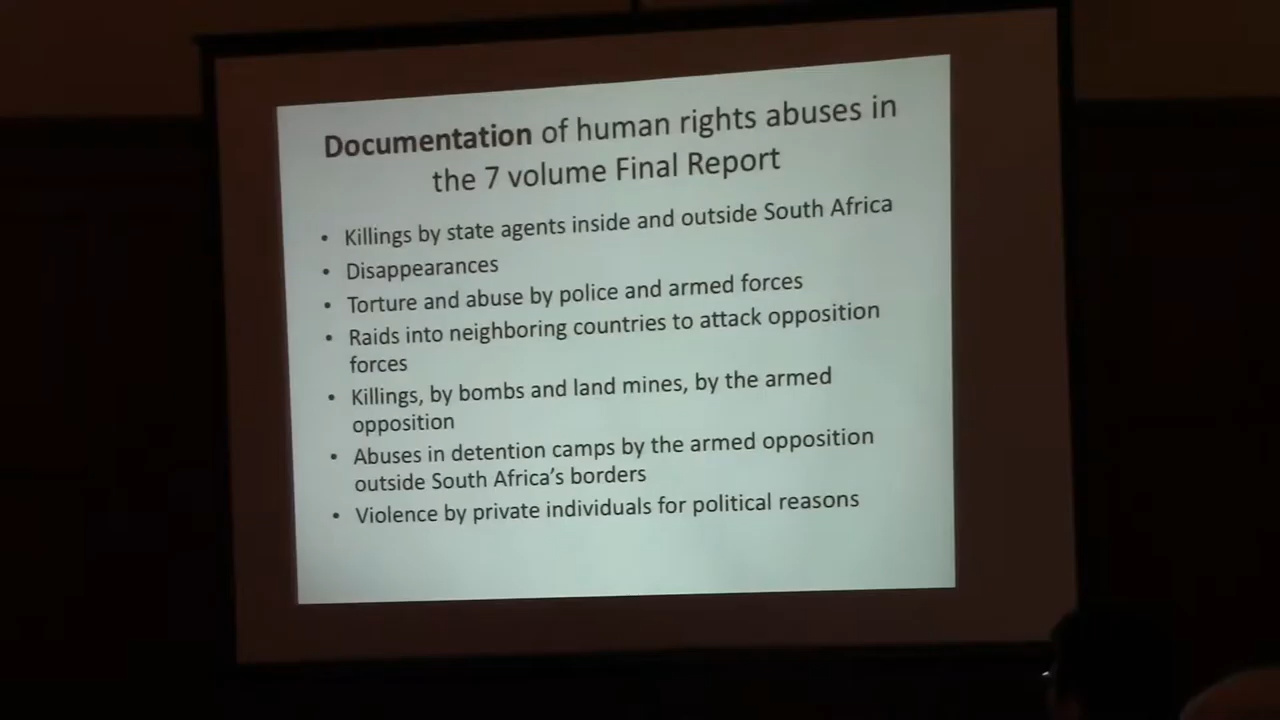 Documentation of human rights abuses in
the 7 volume Final Report
• Killings by state agents inside and outside South Africa
• Disappearances
• Torture and abuse by police and armed forces
• Raids into neighboring countries to attack opposition
forces
• Killings, by bombs and land mines, by the armed
opposition
• Abuses in detention camps by the armed opposition
outside South Africa's borders
• Violence by private individuals for political reasons